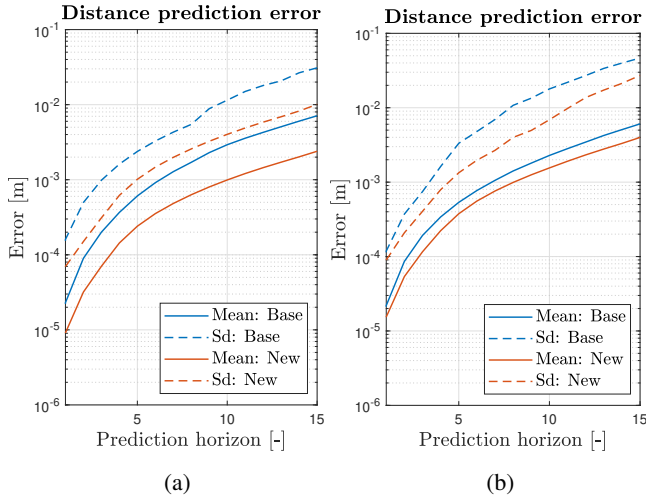 Distance prediction error
10^-1
10^-2
10^-3
10^-4
10^-5
10^-6
Error [m]
Mean: Base
Sd: Base
Mean: New
Sd: New
5
10
15
Prediction horizon [-]
(a)
Distance prediction error
10^-1
10^-2
10^-3
10^-4
10^-5
10^-6
Error [m]
Mean: Base
Sd: Base
Mean: New
Sd: New
5
10
15
Prediction horizon [-]
(b)